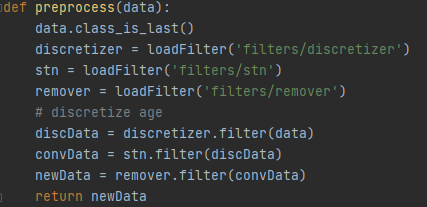 def preprocess(data):
    data.class_is_last()
    discretizer = loadFilter('filters/discretizer')
    stn = loadFilter('filters/stn')
    remover = loadFilter('filters/remover')
    # discretize age
    discData = discretizer.filter(data)
    convData = stn.filter(discData)
    newData = remover.filter(convData)
    return newData